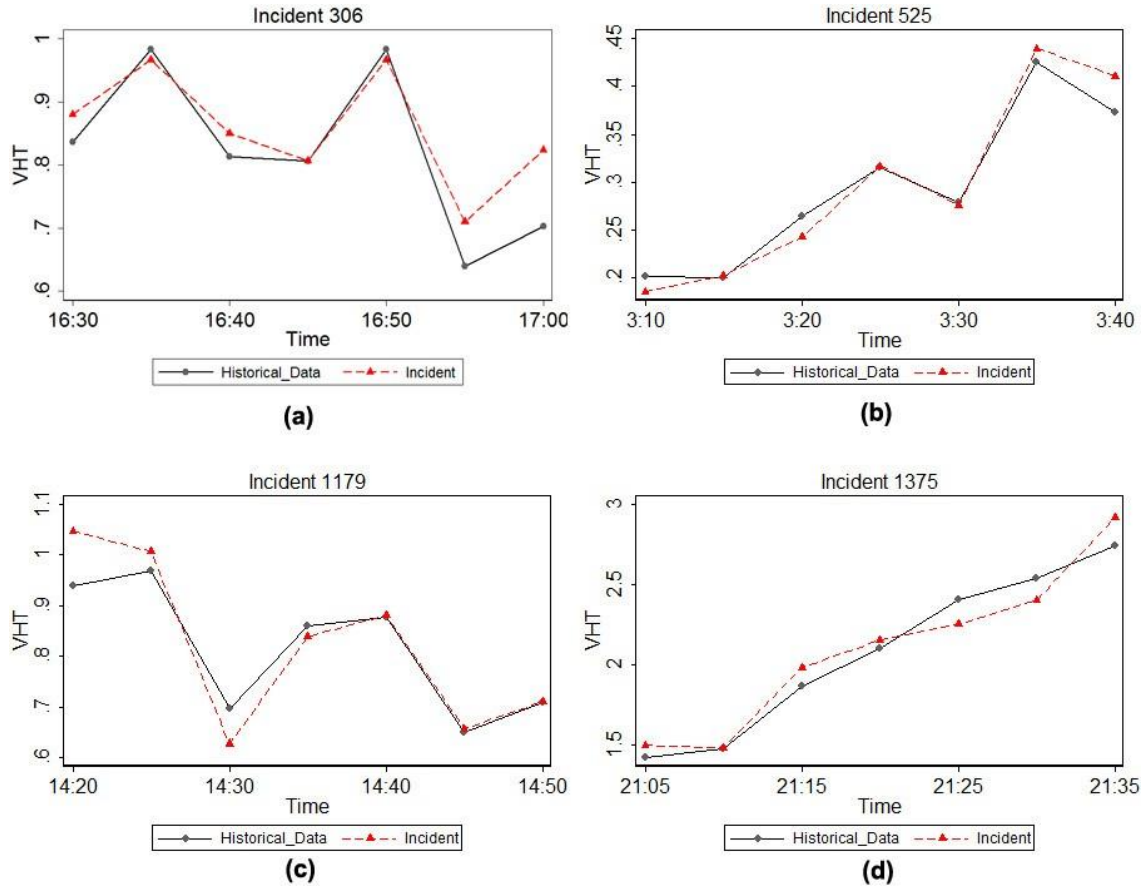 Incident 306
1
.9
.8
.7
.6
VHT
16:30 16:40 16:50 17:00
Time
Historical_Data Incident
(a)
Incident 525
.45
.4
.35
.3
.25
.2
VHT
3:10 3:20 3:30 3:40
Time
Historical_Data Incident
(b)
Incident 1179
1.1
1
.9
.8
.7
.6
VHT
14:20 14:30 14:40 14:50
Time
Historical_Data Incident
(c)
Incident 1375
3
2.5
2
1.5
VHT
21:05 21:15 21:25 21:35
Time
Historical_Data Incident
(d)